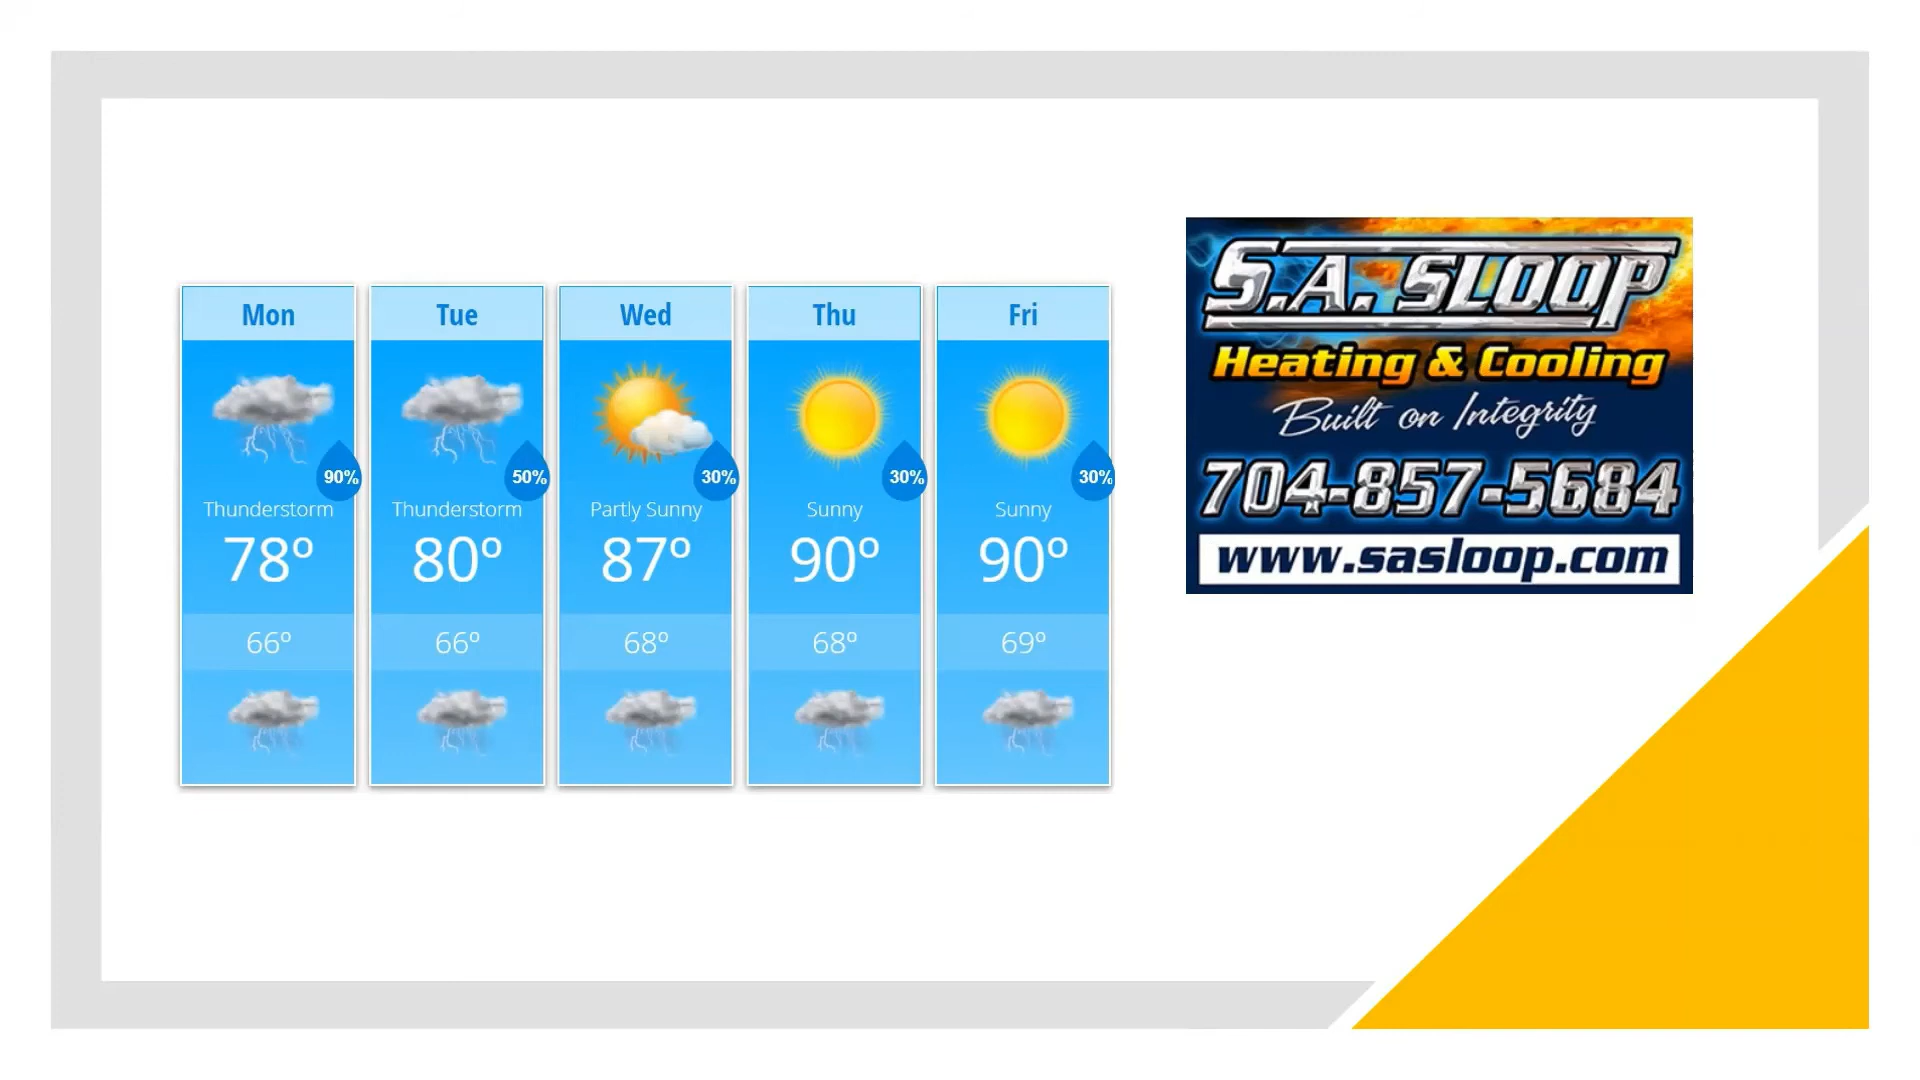 Mon
90%
Thunderstorm
78°
66°
Tue
50%
Thunderstorm
80°
66°
Wed
30%
Partly Sunny
87°
68°
Thu
30%
Sunny
90°
68°
Fri
30%
Sunny
90°
69°
S.A. SLOOP
Heating & Cooling
Built on Integrity
704-857-5684
www.sasloop.com